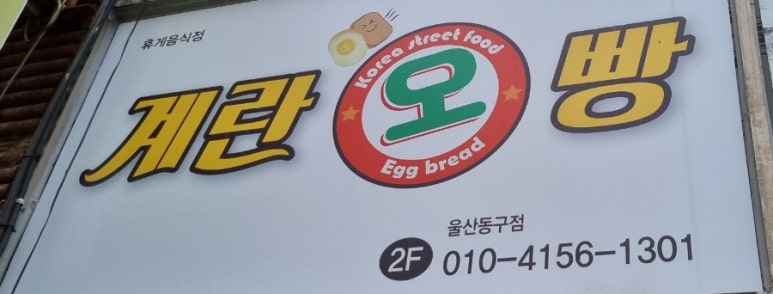 휴게음식점
Korea street food
계란 오 빵
Egg bread
울산동구점
2F 010-4156-1301